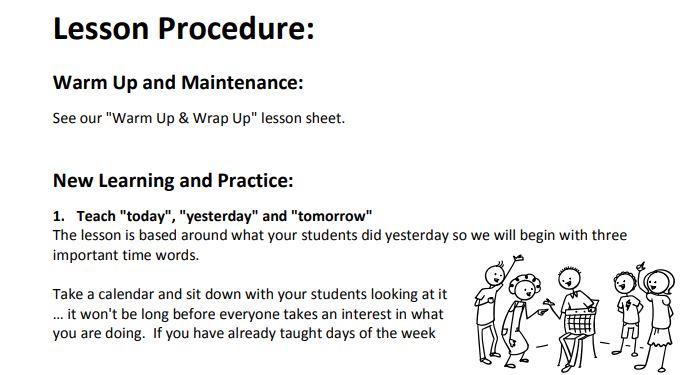 Lesson Procedure:
Warm Up and Maintenance:
See our "Warm Up & Wrap Up" lesson sheet.
New Learning and Practice:
1. Teach "today", "yesterday" and "tomorrow"
The lesson is based around what your students did yesterday so we will begin with three
important time words.
Take a calendar and sit down with your students looking at it
… it won't be long before everyone takes an interest in what
you are doing. If you have already taught days of the week